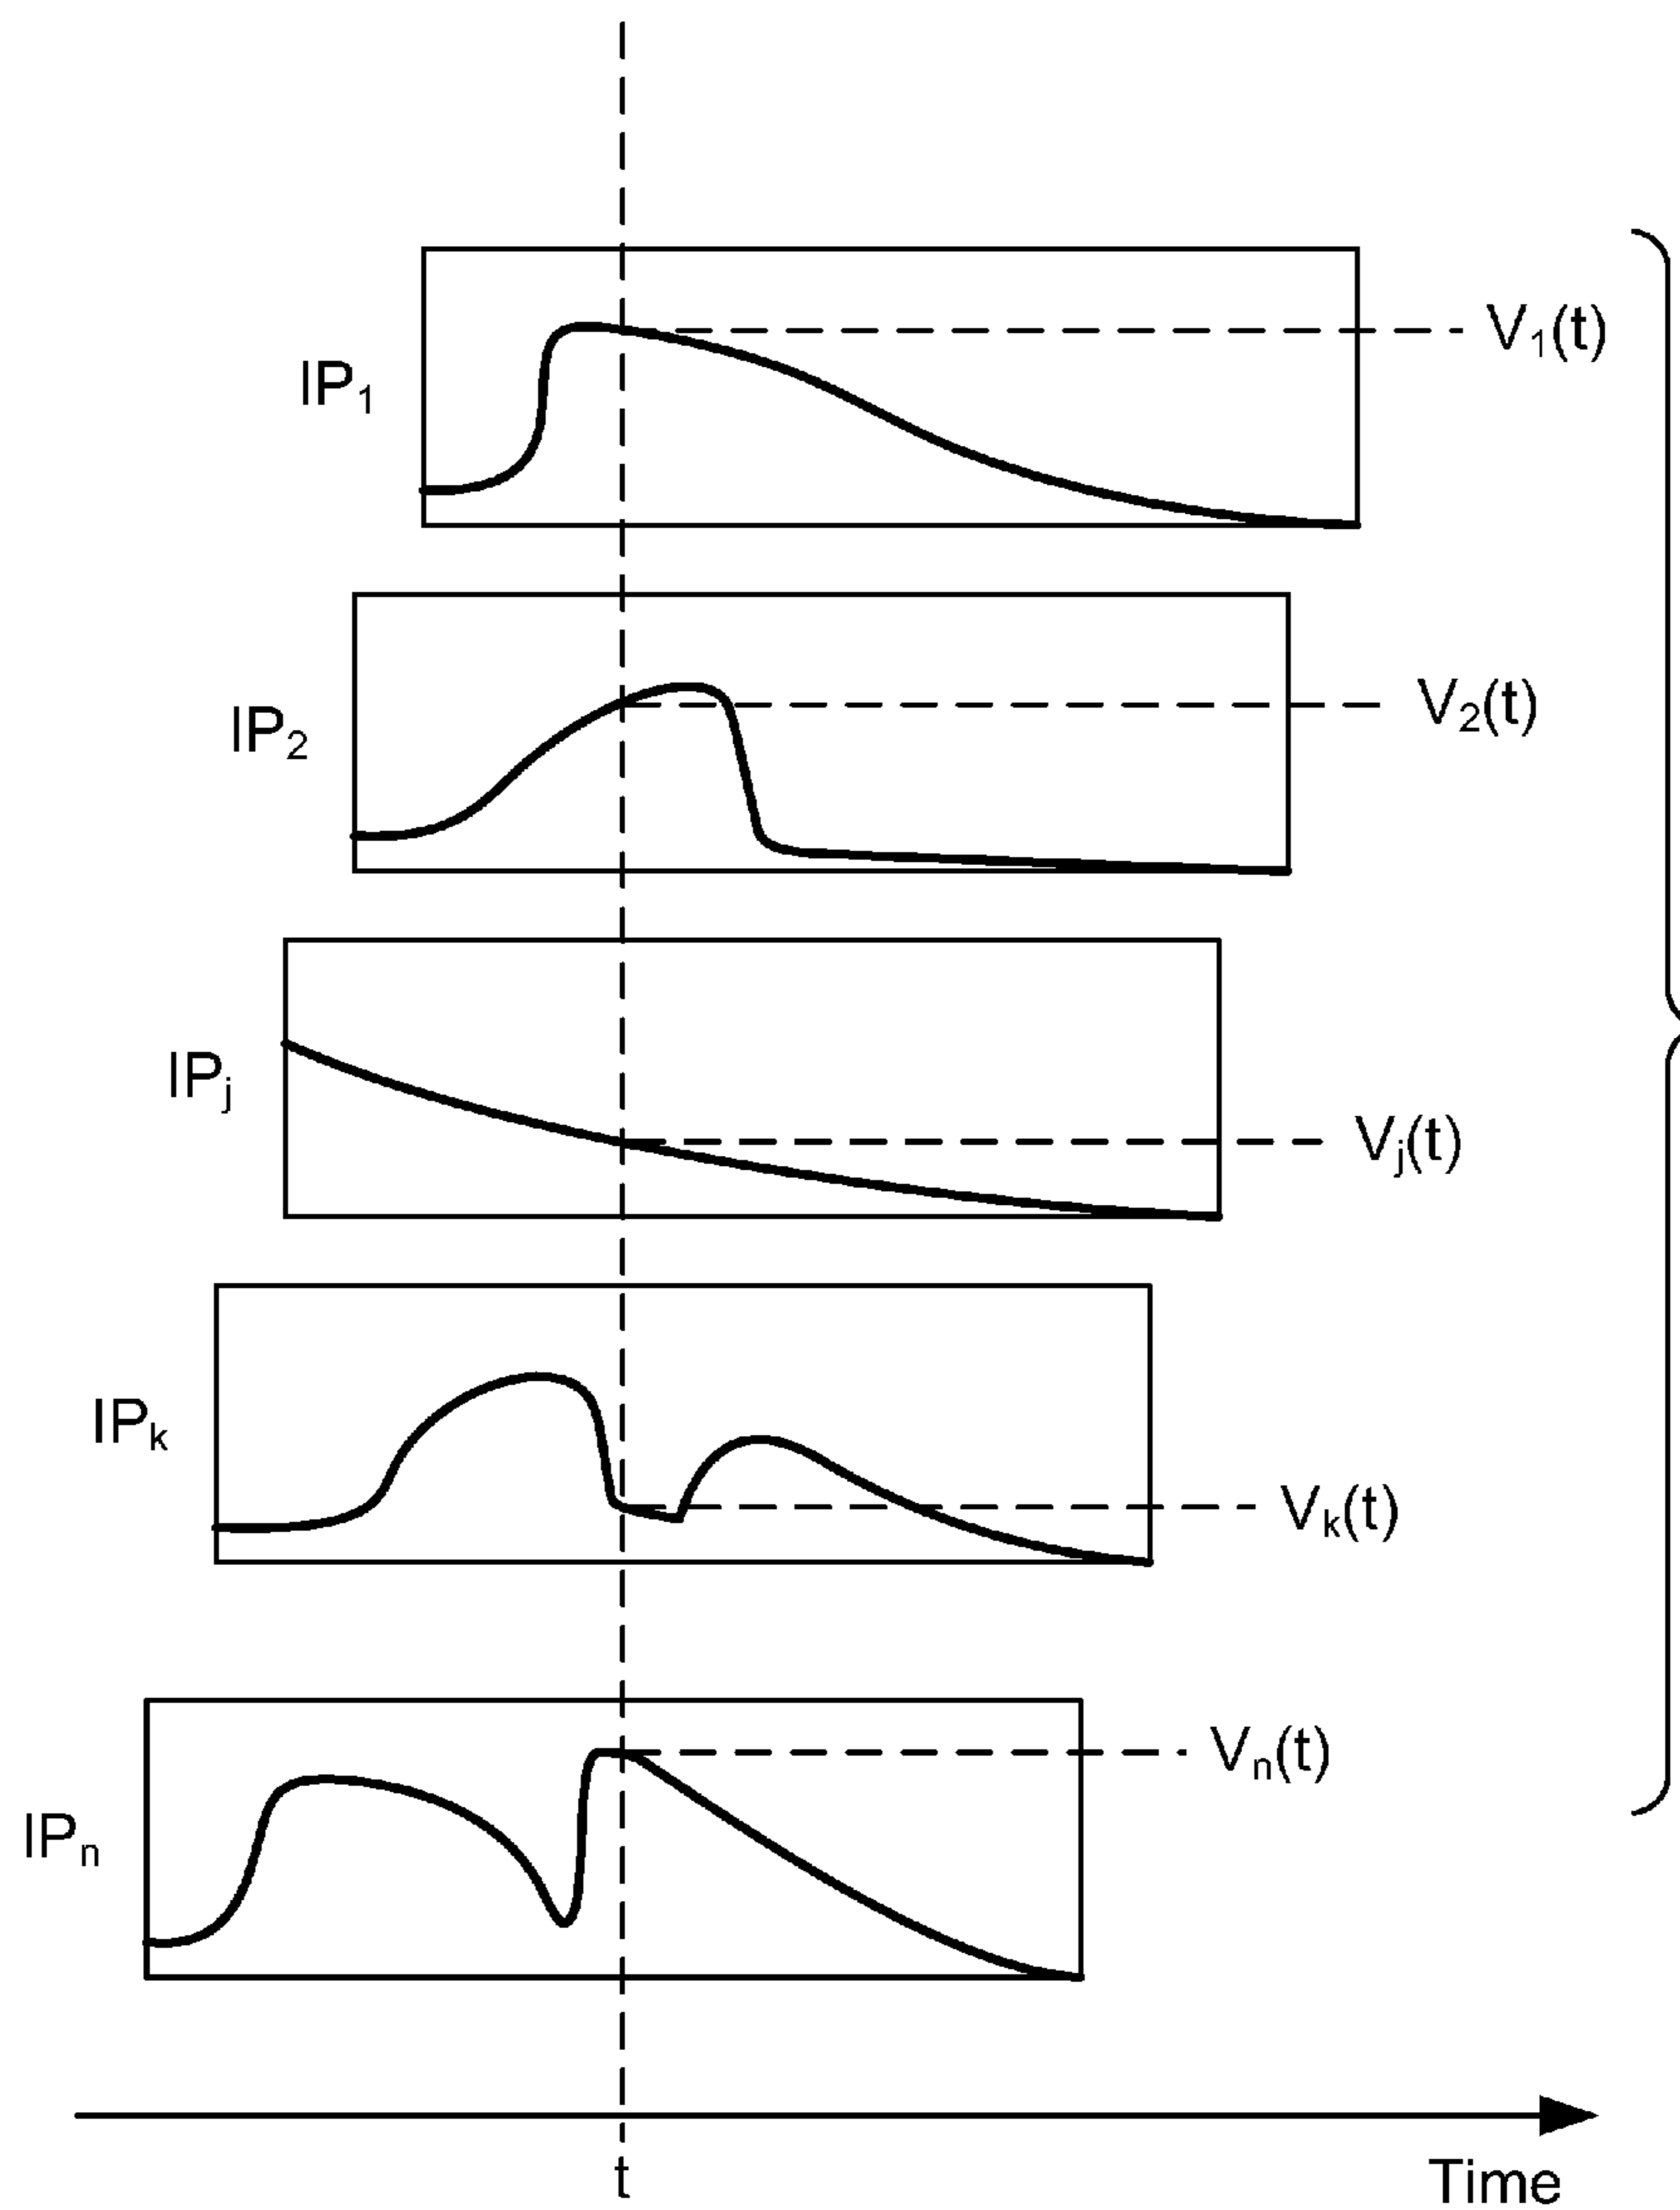 IP₁ V₁(t)
IP₂ V₂(t)
IPⱼ Vⱼ(t)
IPₖ Vₖ(t)
IPₙ Vₙ(t)
t
Time